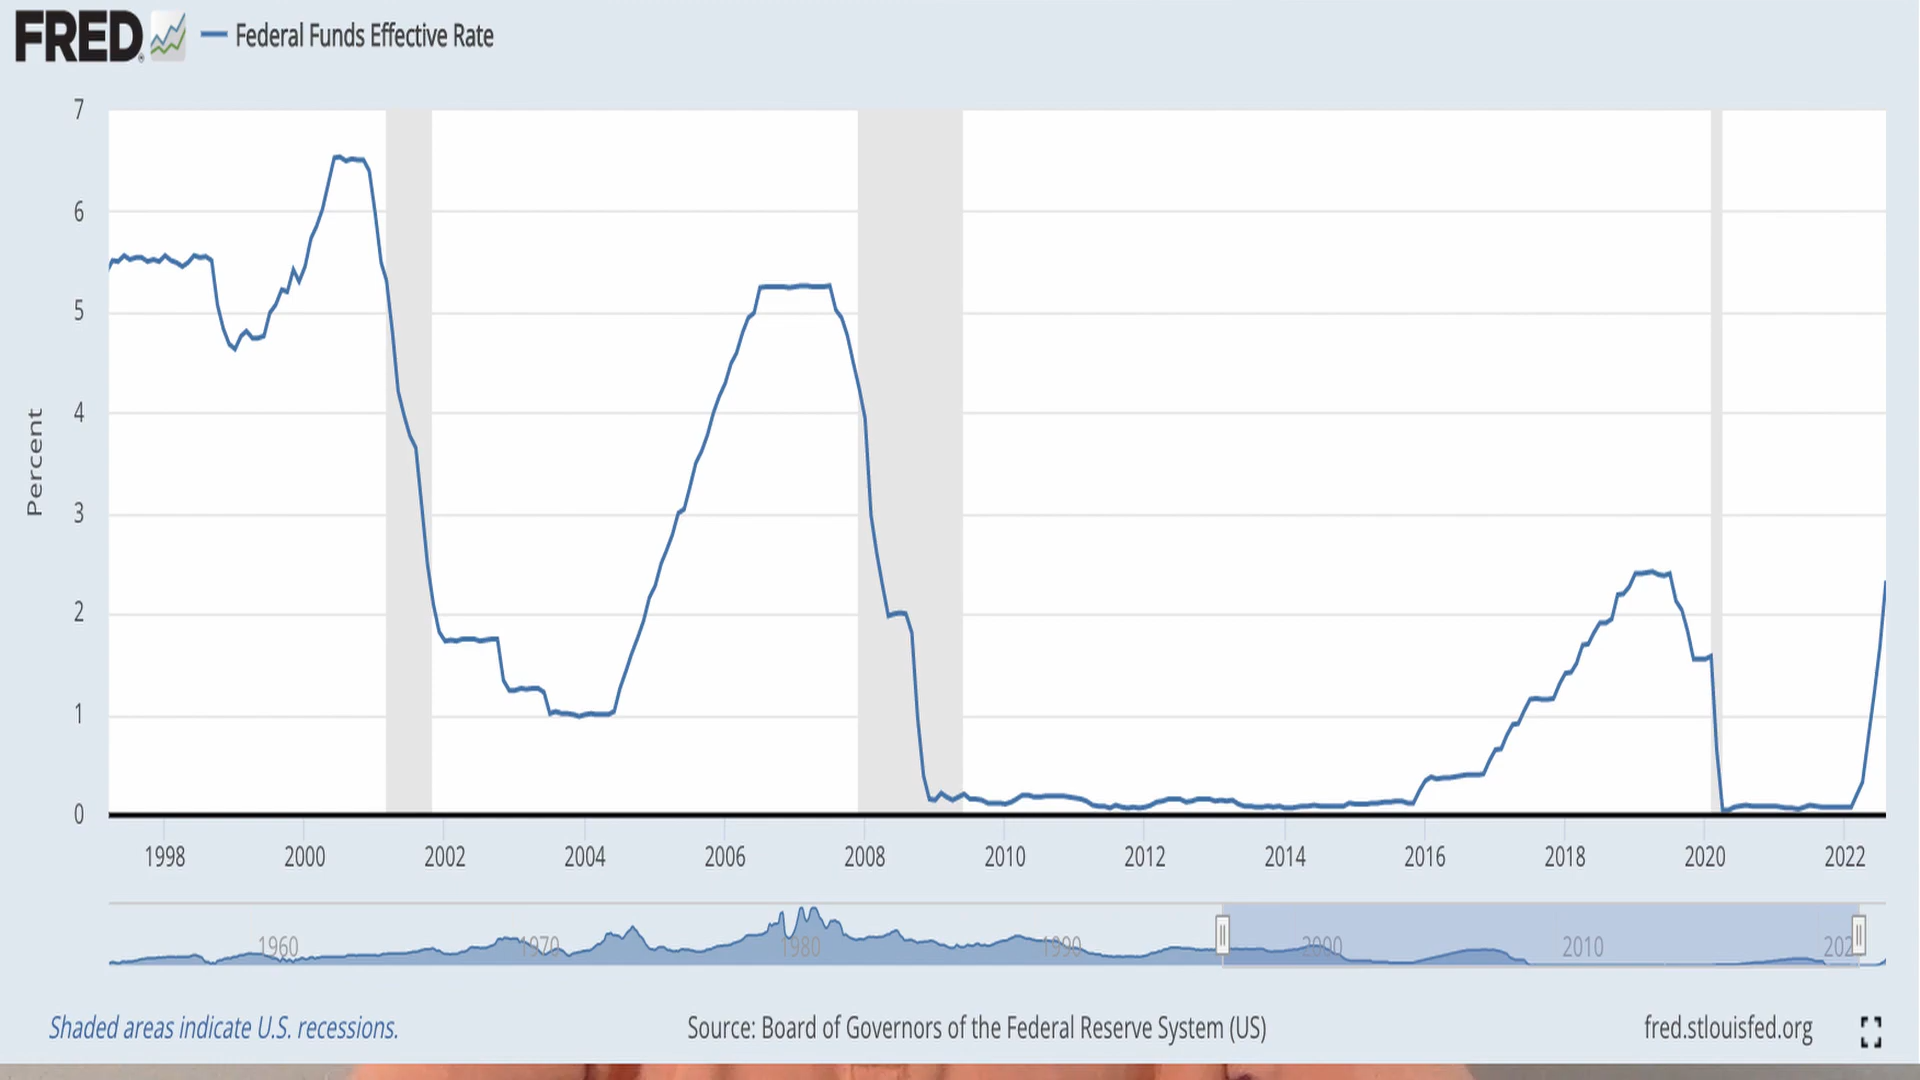 FRED
Federal Funds Effective Rate
7
6
5
4
3
2
1
0
Percent
1998 2000 2002 2004 2006 2008 2010 2012 2014 2016 2018 2020 2022
1960 1970 1980 1990 2000 2010
Shaded areas indicate U.S. recessions.
Source: Board of Governors of the Federal Reserve System (US)
fred.stlouisfed.org